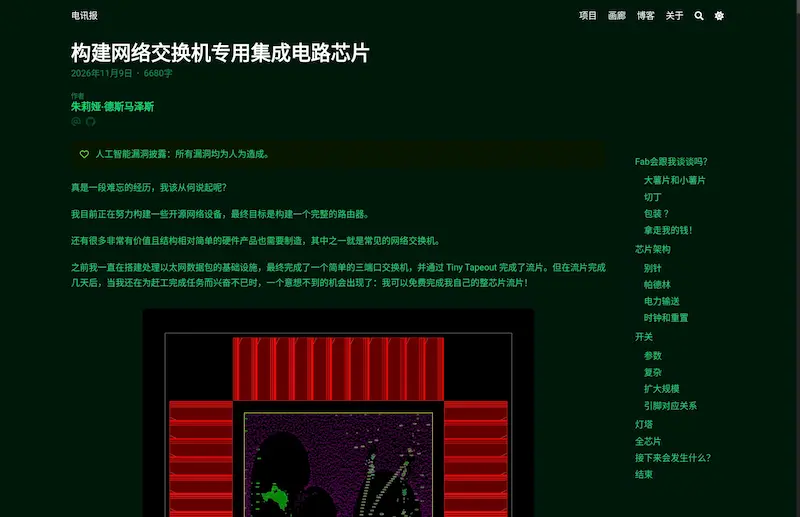 电讯报
项目 画廊 博客 关于
构建网络交换机专用集成电路芯片
2026年11月9日 · 6680字
作者
朱莉娅·德斯马泽斯
人工智能漏洞披露：所有漏洞均为人为造成。
真是一段难忘的经历，我该从何说起呢？
我目前正在努力构建一些开源网络设备，最终目标是构建一个完整的路由器。
还有很多非常有价值且结构相对简单的硬件产品也需要制造，其中之一就是常见的网络交换机。
之前我一直在搭建处理以太网数据包的基础设施，最终完成了一个简单的三端口交换机，并通过 Tiny Tapeout 完成了流片。但在流片完成
几天后，当我还在为赶工完成任务而兴奋不已时，一个意想不到的机会出现了：我可以免费完成我自己的整芯片流片！
Fab会跟我谈谈吗？
大薯片和小薯片
切丁
包装？
拿走我的钱！
芯片架构
别针
帕德林
电力输送
时钟和重置
开关
参数
复杂
扩大规模
引脚对应关系
灯塔
全芯片
接下来会发生什么？
结束